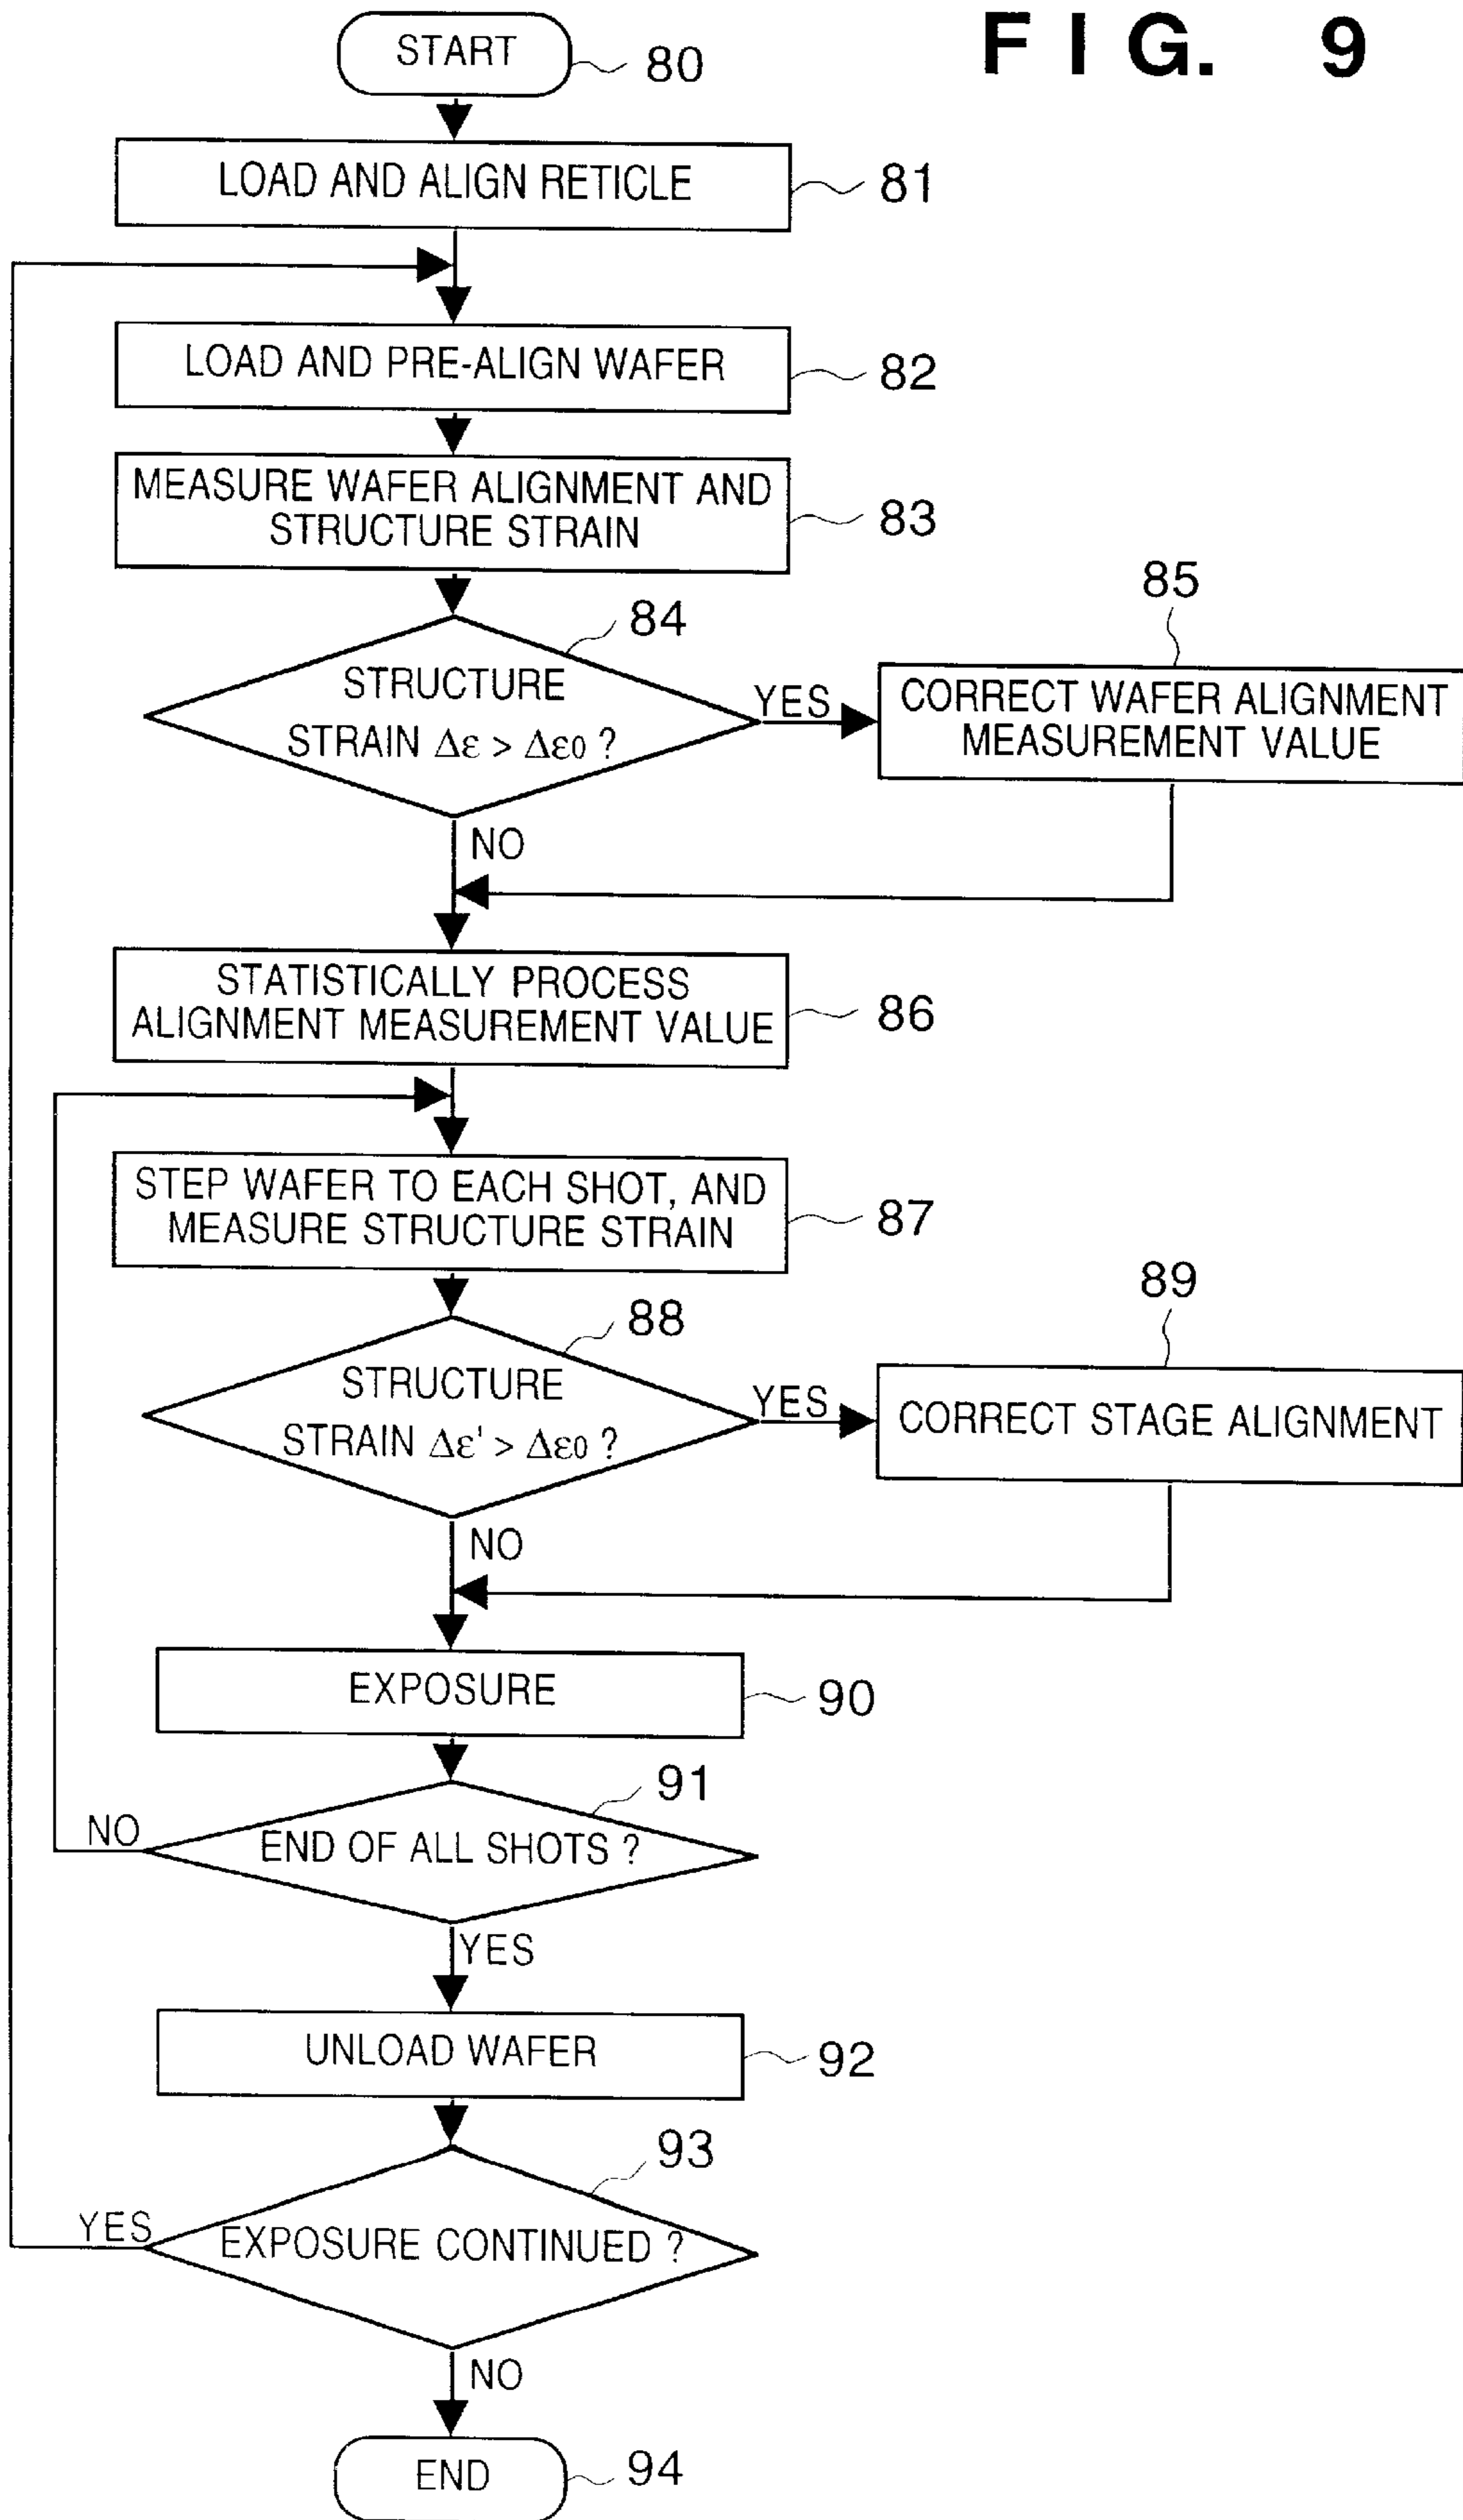 FIG. 9
START
80
LOAD AND ALIGN RETICLE
81
LOAD AND PRE-ALIGN WAFER
82
MEASURE WAFER ALIGNMENT AND
STRUCTURE STRAIN
83
84
STRUCTURE
STRAIN Δε > Δε0 ?
YES
85
CORRECT WAFER ALIGNMENT
MEASUREMENT VALUE
NO
STATISTICALLY PROCESS
ALIGNMENT MEASUREMENT VALUE
86
STEP WAFER TO EACH SHOT, AND
MEASURE STRUCTURE STRAIN
87
88
STRUCTURE
STRAIN Δε' > Δε0 ?
YES
89
CORRECT STAGE ALIGNMENT
NO
EXPOSURE
90
91
NO
END OF ALL SHOTS ?
YES
UNLOAD WAFER
92
93
YES
EXPOSURE CONTINUED ?
NO
END
94